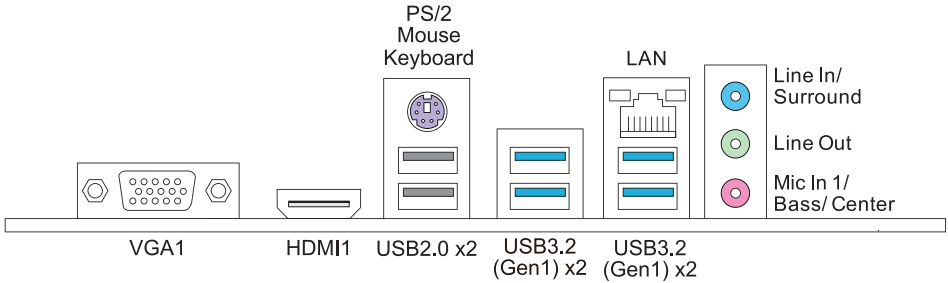 PS/2
Mouse
Keyboard
LAN
Line In/
Surround
Line Out
Mic In 1/
Bass/ Center
VGA1
HDMI1
USB2.0 x2
USB3.2
(Gen1) x2
USB3.2
(Gen1) x2